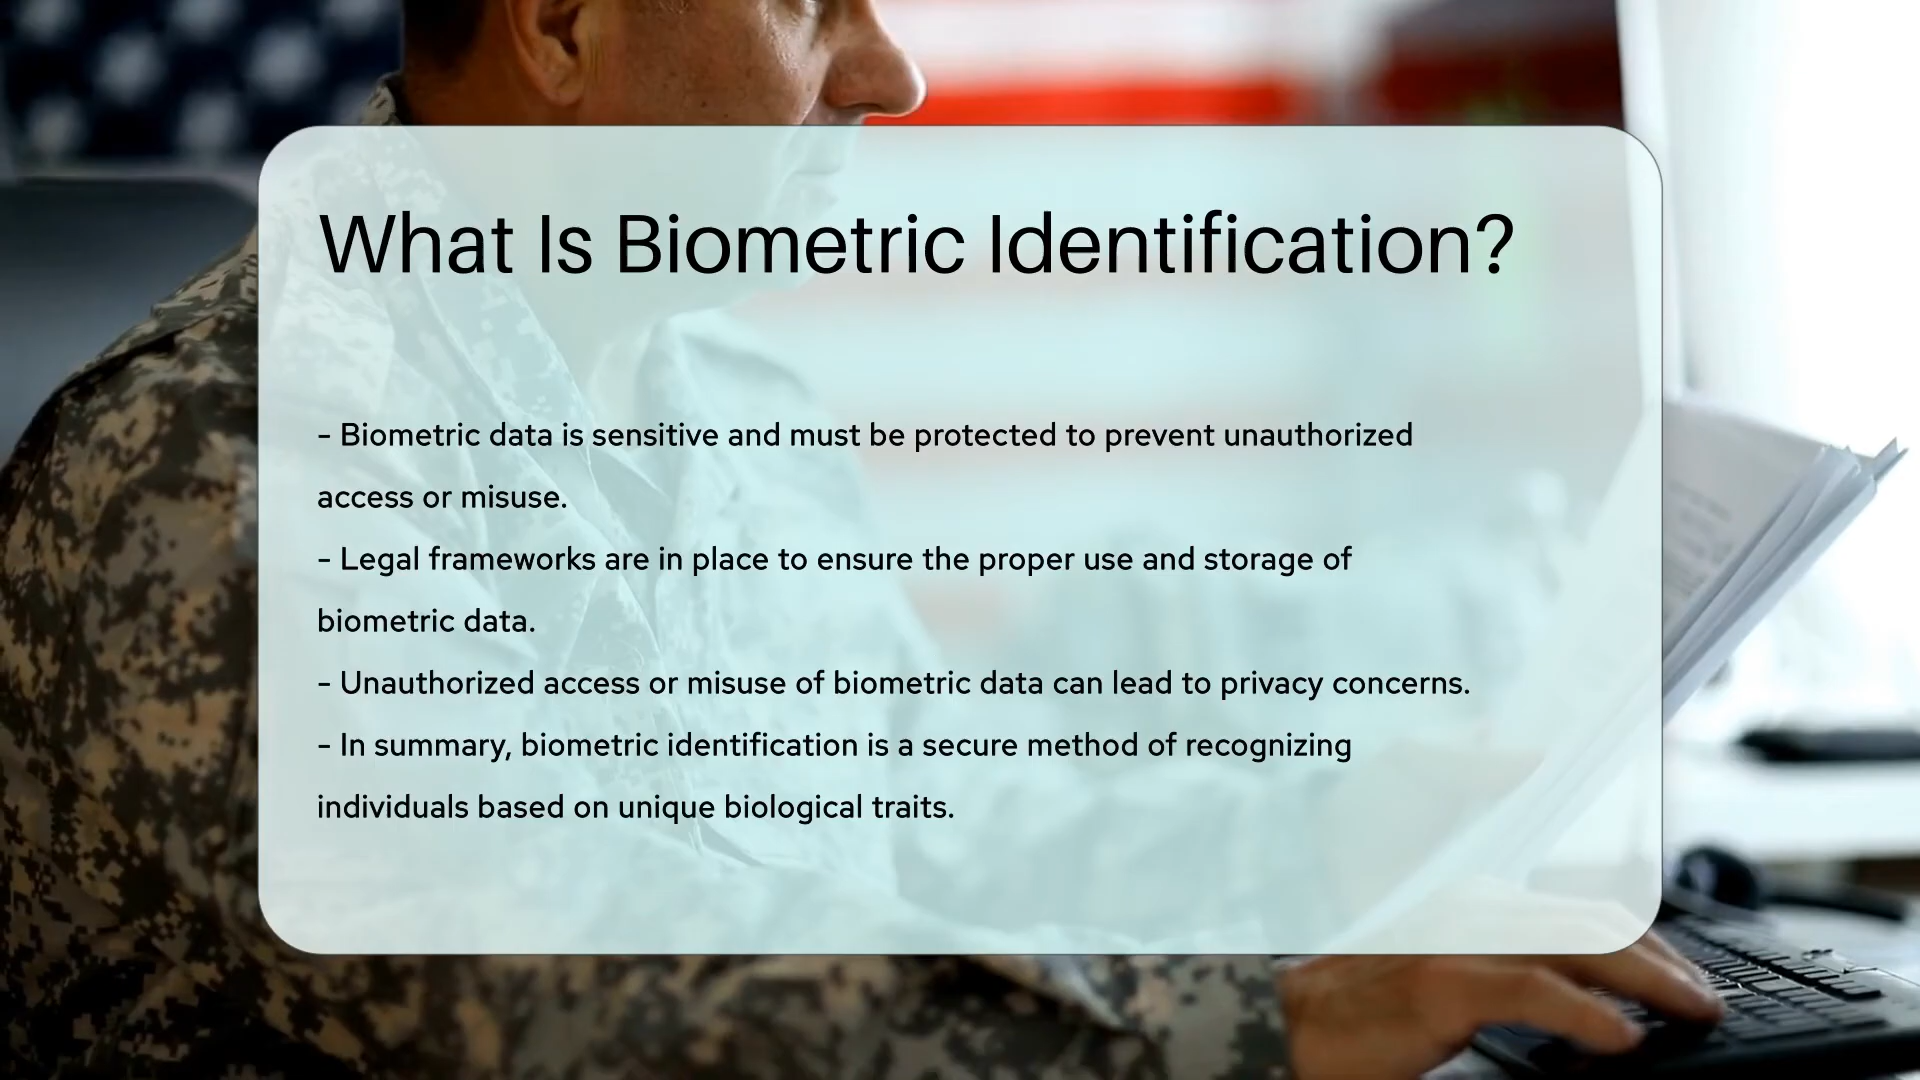 What Is Biometric Identification?
- Biometric data is sensitive and must be protected to prevent unauthorized
access or misuse.
- Legal frameworks are in place to ensure the proper use and storage of
biometric data.
- Unauthorized access or misuse of biometric data can lead to privacy concerns.
- In summary, biometric identification is a secure method of recognizing
individuals based on unique biological traits.